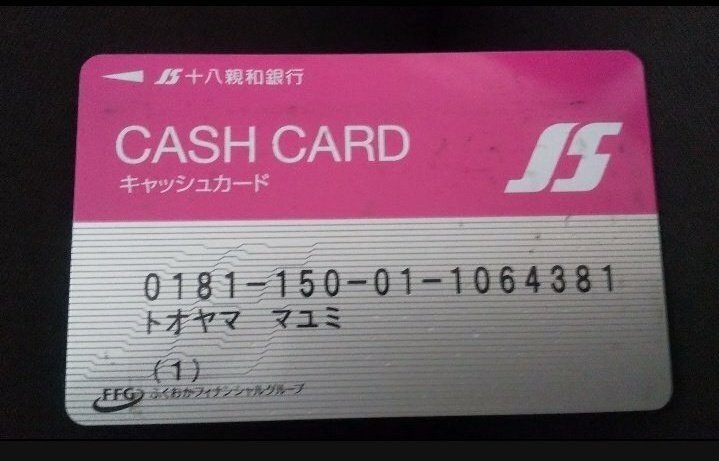 JS 十八親和銀行
CASH CARD
キャッシュカード
JS
0181-150-01-1064381
トオヤマ マユミ
(1)
FFG ふくおかフィナンシャルグループ